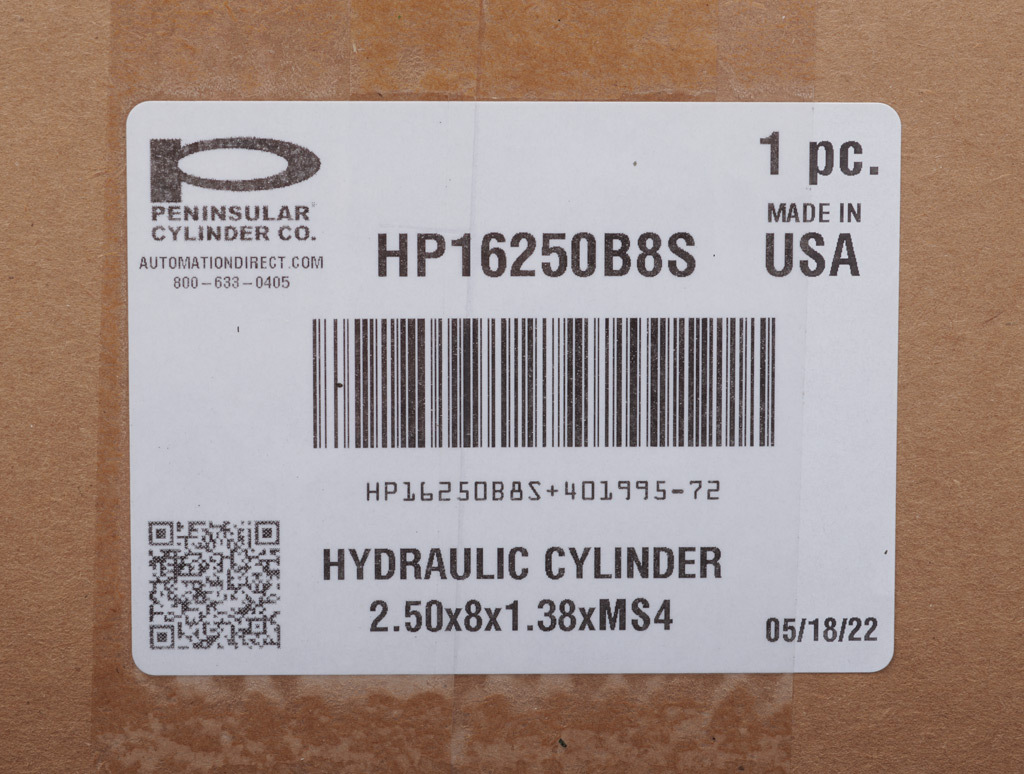 PENINSULAR®
CYLINDER CO.
AUTOMATIONDIRECT.COM
800-633-0405
1 pc.
MADE IN
USA
HP16250B8S
HP16250B8S+401995-72
HYDRAULIC CYLINDER
2.50x8x1.38xMS4
05/18/22